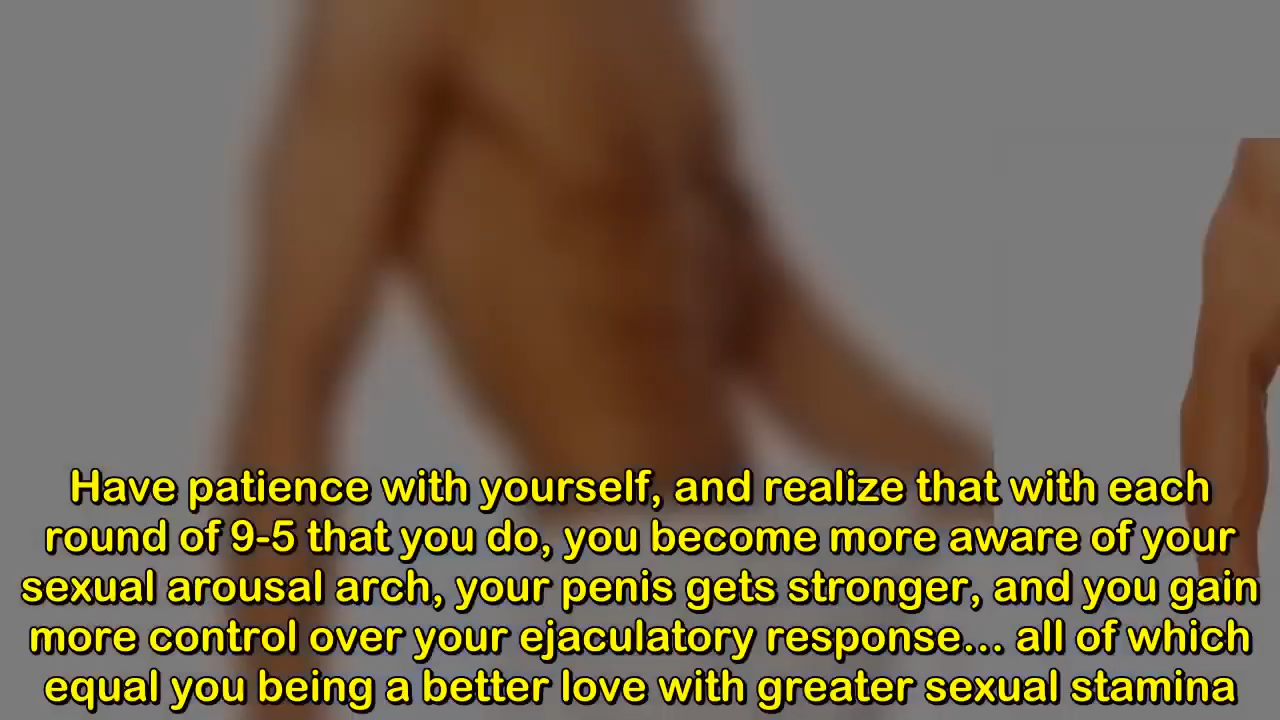 Have patience with yourself, and realize that with each
round of 9-5 that you do, you become more aware of your
sexual arousal arch, your penis gets stronger, and you gain
more control over your ejaculatory response... all of which
equal you being a better love with greater sexual stamina